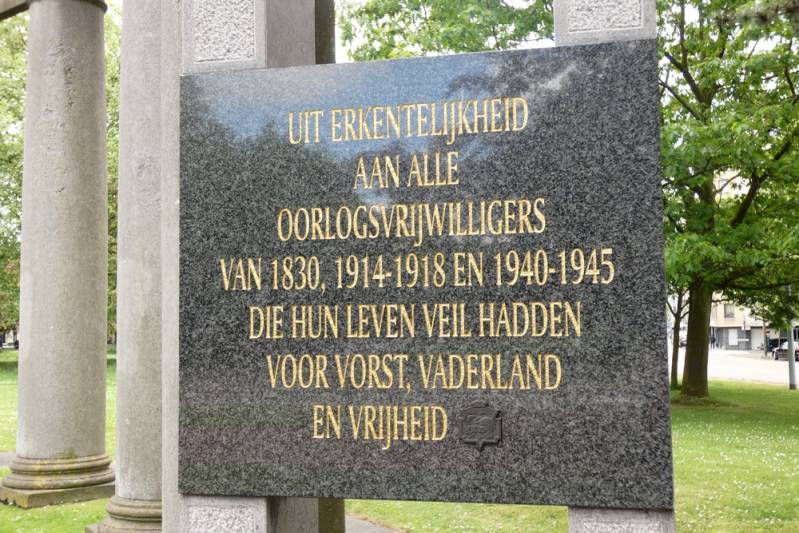 UIT ERKENTELIJKHEID
AAN ALLE
OORLOGSVRIJWILLIGERS
VAN 1830, 1914-1918 EN 1940-1945
DIE HUN LEVEN VEIL HADDEN
VOOR VORST, VADERLAND
EN VRIJHEID